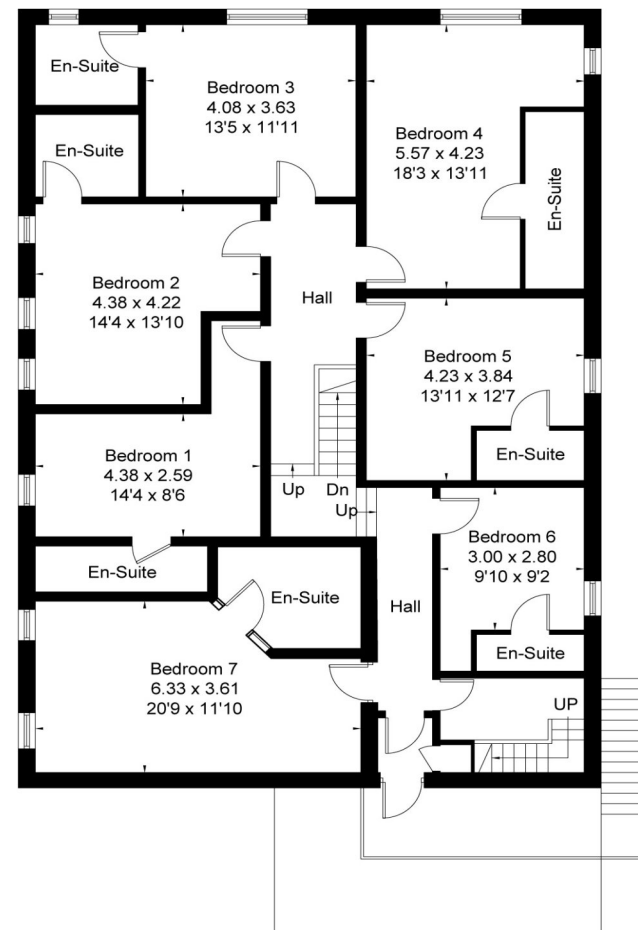 En-Suite
Bedroom 3
4.08 x 3.63
13'5 x 11'11
Bedroom 4
5.57 x 4.23
18'3 x 13'11
En-Suite
En-Suite
Bedroom 2
4.38 x 4.22
14'4 x 13'10
Hall
Bedroom 5
4.23 x 3.84
13'11 x 12'7
En-Suite
Bedroom 1
4.38 x 2.59
14'4 x 8'6
Up
Dn
Up
Bedroom 6
3.00 x 2.80
9'10 x 9'2
En-Suite
En-Suite
En-Suite
Hall
Bedroom 7
6.33 x 3.61
20'9 x 11'10
UP